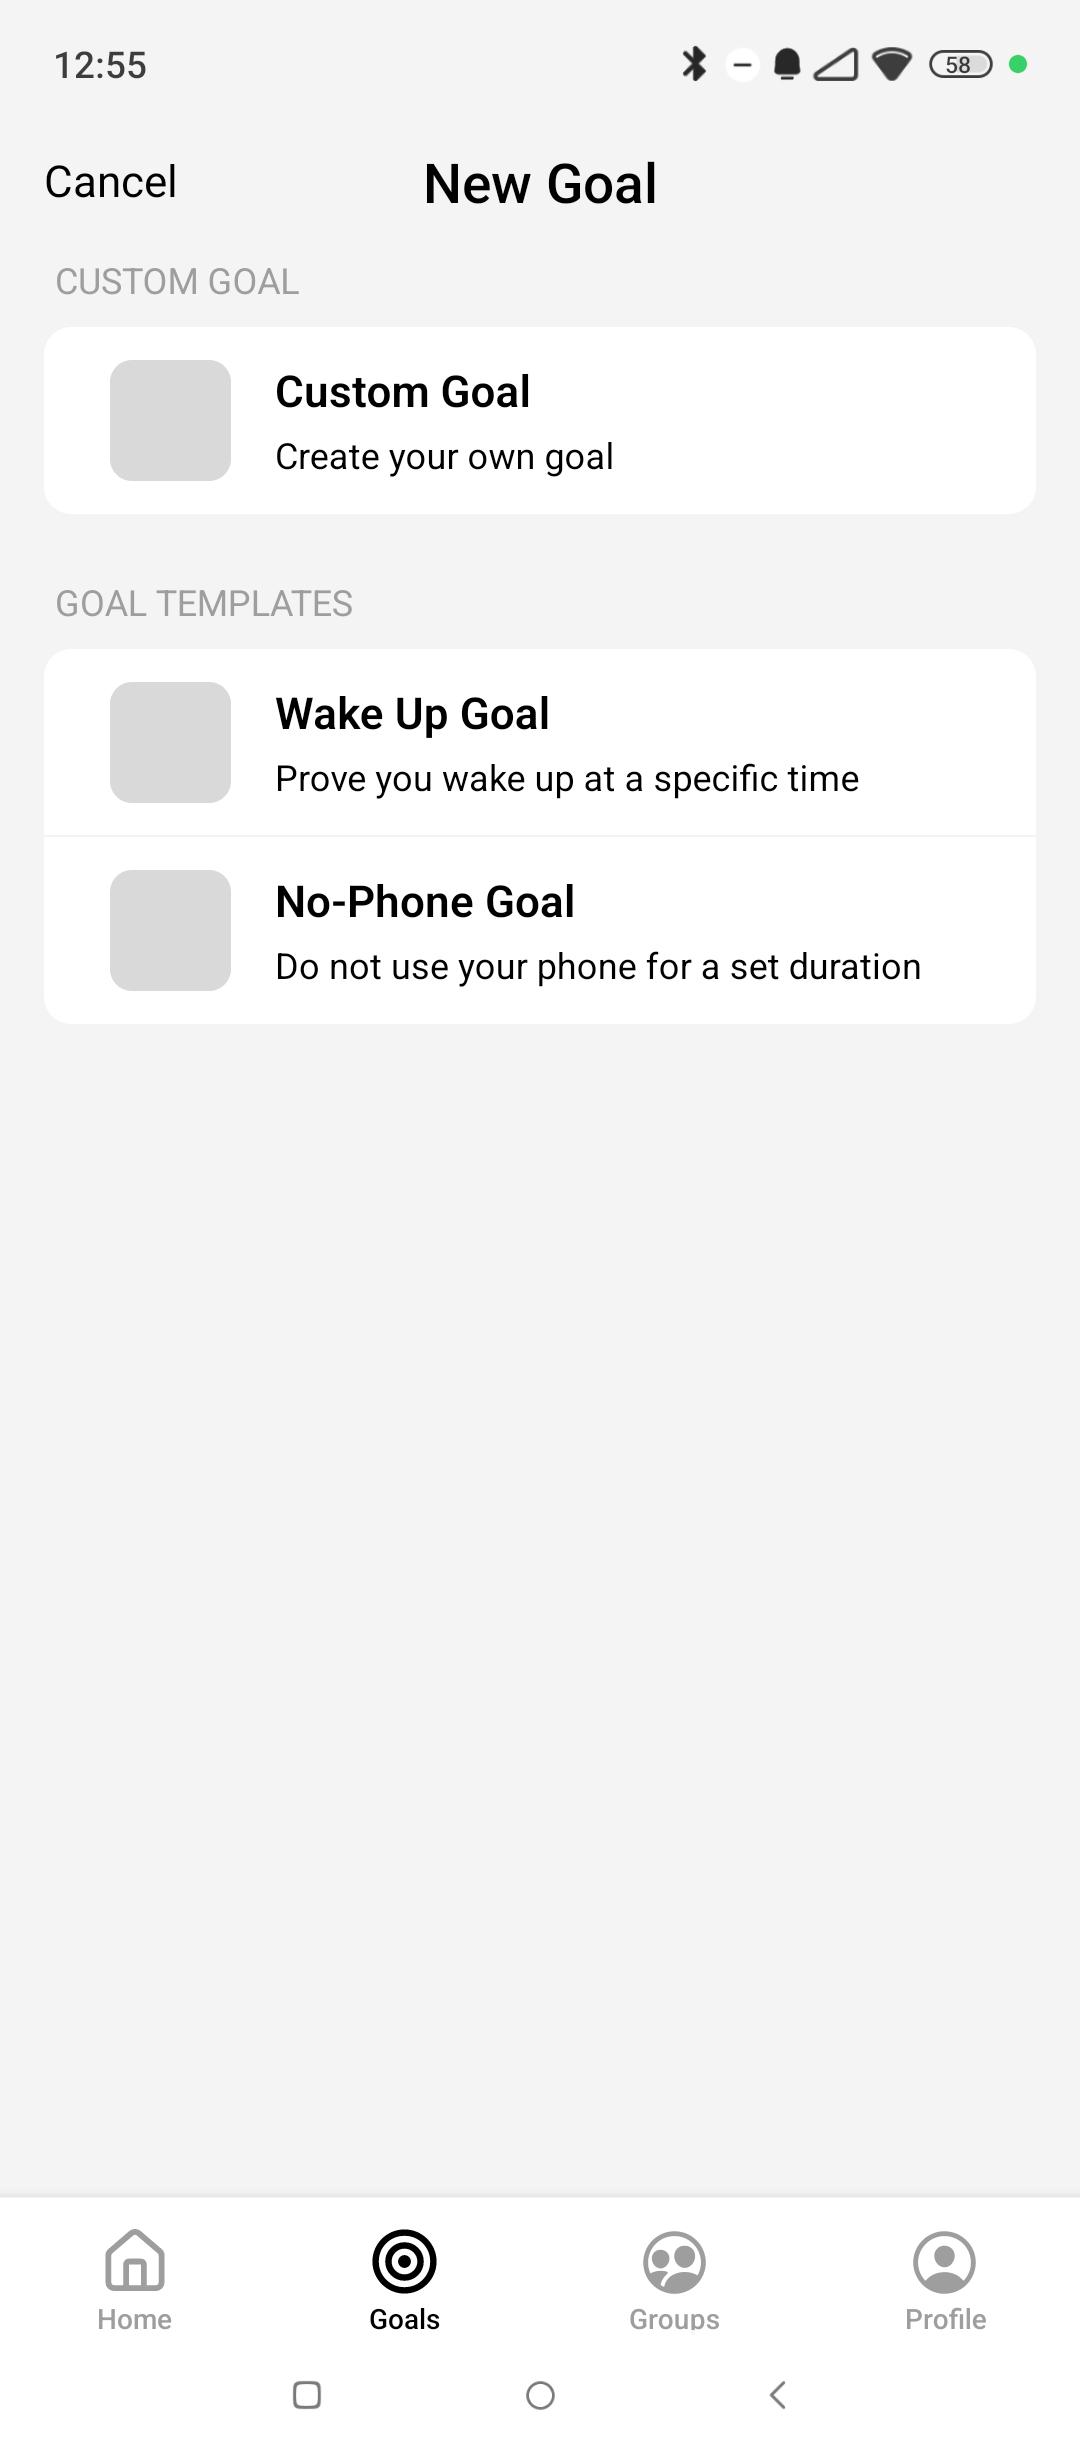 12:55
58
Cancel
New Goal
CUSTOM GOAL
Custom Goal
Create your own goal
GOAL TEMPLATES
Wake Up Goal
Prove you wake up at a specific time
No-Phone Goal
Do not use your phone for a set duration
Home
Goals
Groups
Profile